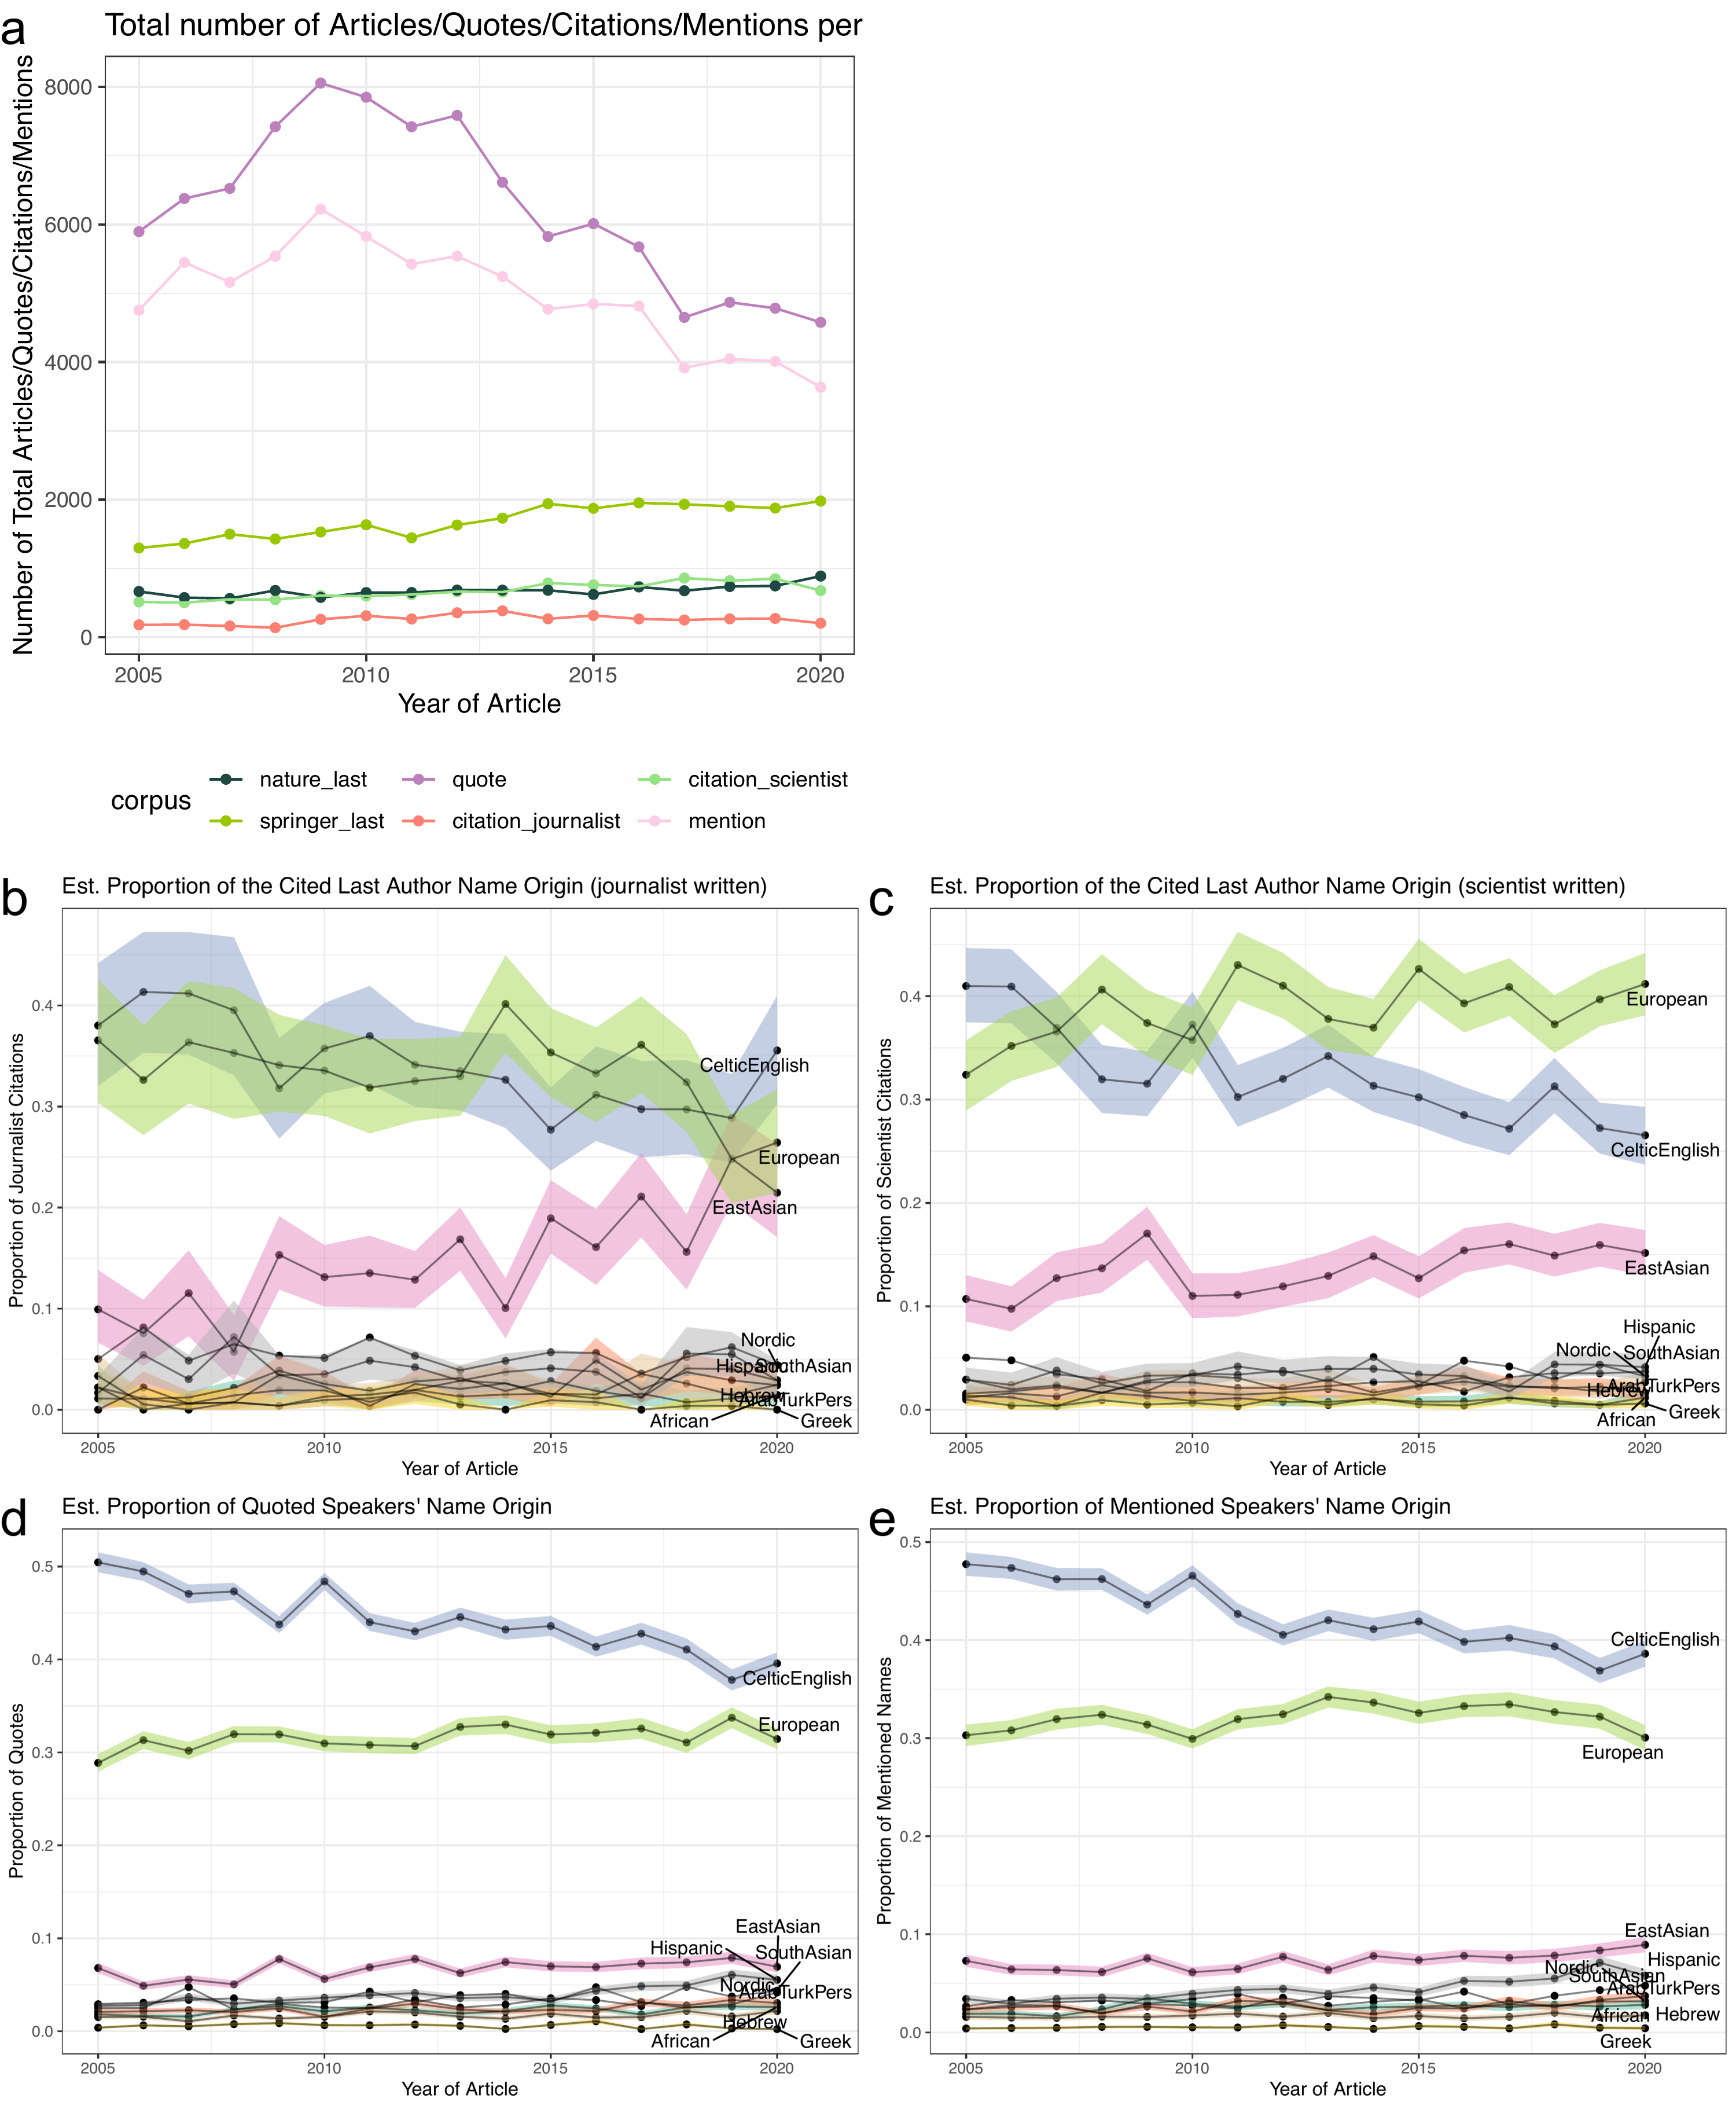 a
Total number of Articles/Quotes/Citations/Mentions per
Number of Total Articles/Quotes/Citations/Mentions
8000
6000
4000
2000
0
2005 2010 2015 2020
Year of Article
corpus
nature_last quote citation_scientist
springer_last citation_journalist mention
b
Est. Proportion of the Cited Last Author Name Origin (journalist written)
Proportion of Journalist Citations
0.4
0.3
0.2
0.1
0.0
CelticEnglish
European
EastAsian
Nordic
Hispanic
SouthAsian
Hebrew
ArabTurkPers
African
Greek
2005 2010 2015 2020
Year of Article
c
Est. Proportion of the Cited Last Author Name Origin (scientist written)
Proportion of Scientist Citations
0.4
0.3
0.2
0.1
0.0
European
CelticEnglish
EastAsian
Hispanic
Nordic
SouthAsian
ArabTurkPers
Hebrew
African
Greek
2005 2010 2015 2020
Year of Article
d
Est. Proportion of Quoted Speakers' Name Origin
Proportion of Quotes
0.5
0.4
0.3
0.2
0.1
0.0
CelticEnglish
European
EastAsian
Hispanic
SouthAsian
Nordic
ArabTurkPers
Hebrew
African
Greek
2005 2010 2015 2020
Year of Article
e
Est. Proportion of Mentioned Speakers' Name Origin
Proportion of Mentioned Names
0.5
0.4
0.3
0.2
0.1
0.0
CelticEnglish
European
EastAsian
Hispanic
Nordic
SouthAsian
ArabTurkPers
African
Hebrew
Greek
2005 2010 2015 2020
Year of Article